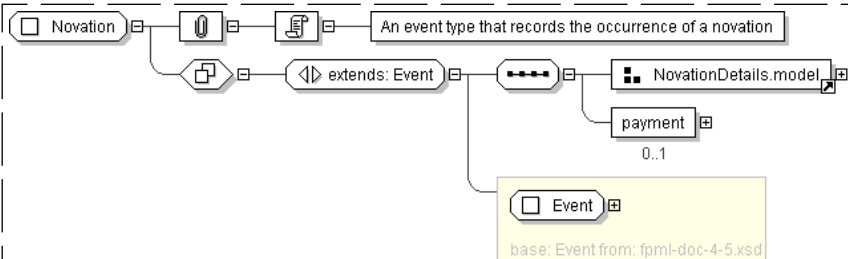 Novation
An event type that records the occurrence of a novation
extends: Event
NovationDetails.model
payment
0..1
Event
base: Event from: fpml-doc-4-5.xsd